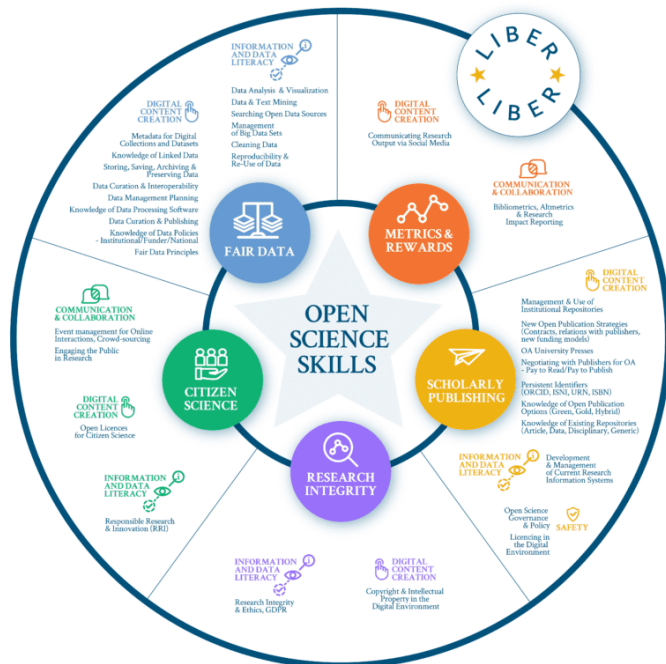 LIBER
LIBER
INFORMATION
AND DATA
LITERACY
Data Analysis & Visualization
Data & Text Mining
Searching Open Data Sources
Management
of Big Data Sets
Cleaning Data
Reproducibility &
Re-Use of Data
DIGITAL
CONTENT
CREATION
Metadata for Digital
Collections and Datasets
Knowledge of Linked Data
Storing, Saving, Archiving &
Preserving Data
Data Curation & Interoperability
Data Management Planning
Knowledge of Data Processing Software
Data Curation & Publishing
Knowledge of Data Policies
- Institutional/Funder/National
Fair Data Principles
FAIR DATA
DIGITAL
CONTENT
CREATION
Communicating Research
Output via Social Media
COMMUNICATION
& COLLABORATION
Bibliometrics, Altmetrics
& Research
Impact Reporting
METRICS &
REWARDS
OPEN
SCIENCE
SKILLS
DIGITAL
CONTENT
CREATION
Management & Use of
Institutional Repositories
New Open Publication Strategies
(Contracts, relations with publishers,
new funding models)
OA University Presses
Negotiating with Publishers for OA
- Pay to Read/Pay to Publish
Persistent Identifiers
(ORCID, ISNI, URN, ISBN)
Knowledge of Open Publication
Options (Green, Gold, Hybrid)
Knowledge of Existing Repositories
(Article, Data, Disciplinary, Generic)
INFORMATION
AND DATA
LITERACY
Development
& Management
of Current Research
Information Systems
Open Science
Governance
& Policy
Licencing in
the Digital
Environment
SAFETY
SCHOLARLY
PUBLISHING
COMMUNICATION
& COLLABORATION
Event management for Online
Interactions, Crowd-sourcing
Engaging the Public
in Research
DIGITAL
CONTENT
CREATION
Open Licences
for Citizen Science
INFORMATION
AND DATA
LITERACY
Responsible Research
& Innovation (RRI)
CITIZEN
SCIENCE
RESEARCH
INTEGRITY
INFORMATION
AND DATA
LITERACY
Research Integrity
& Ethics, GDPR
DIGITAL
CONTENT
CREATION
Copyright & Intellectual
Property in the
Digital Environment